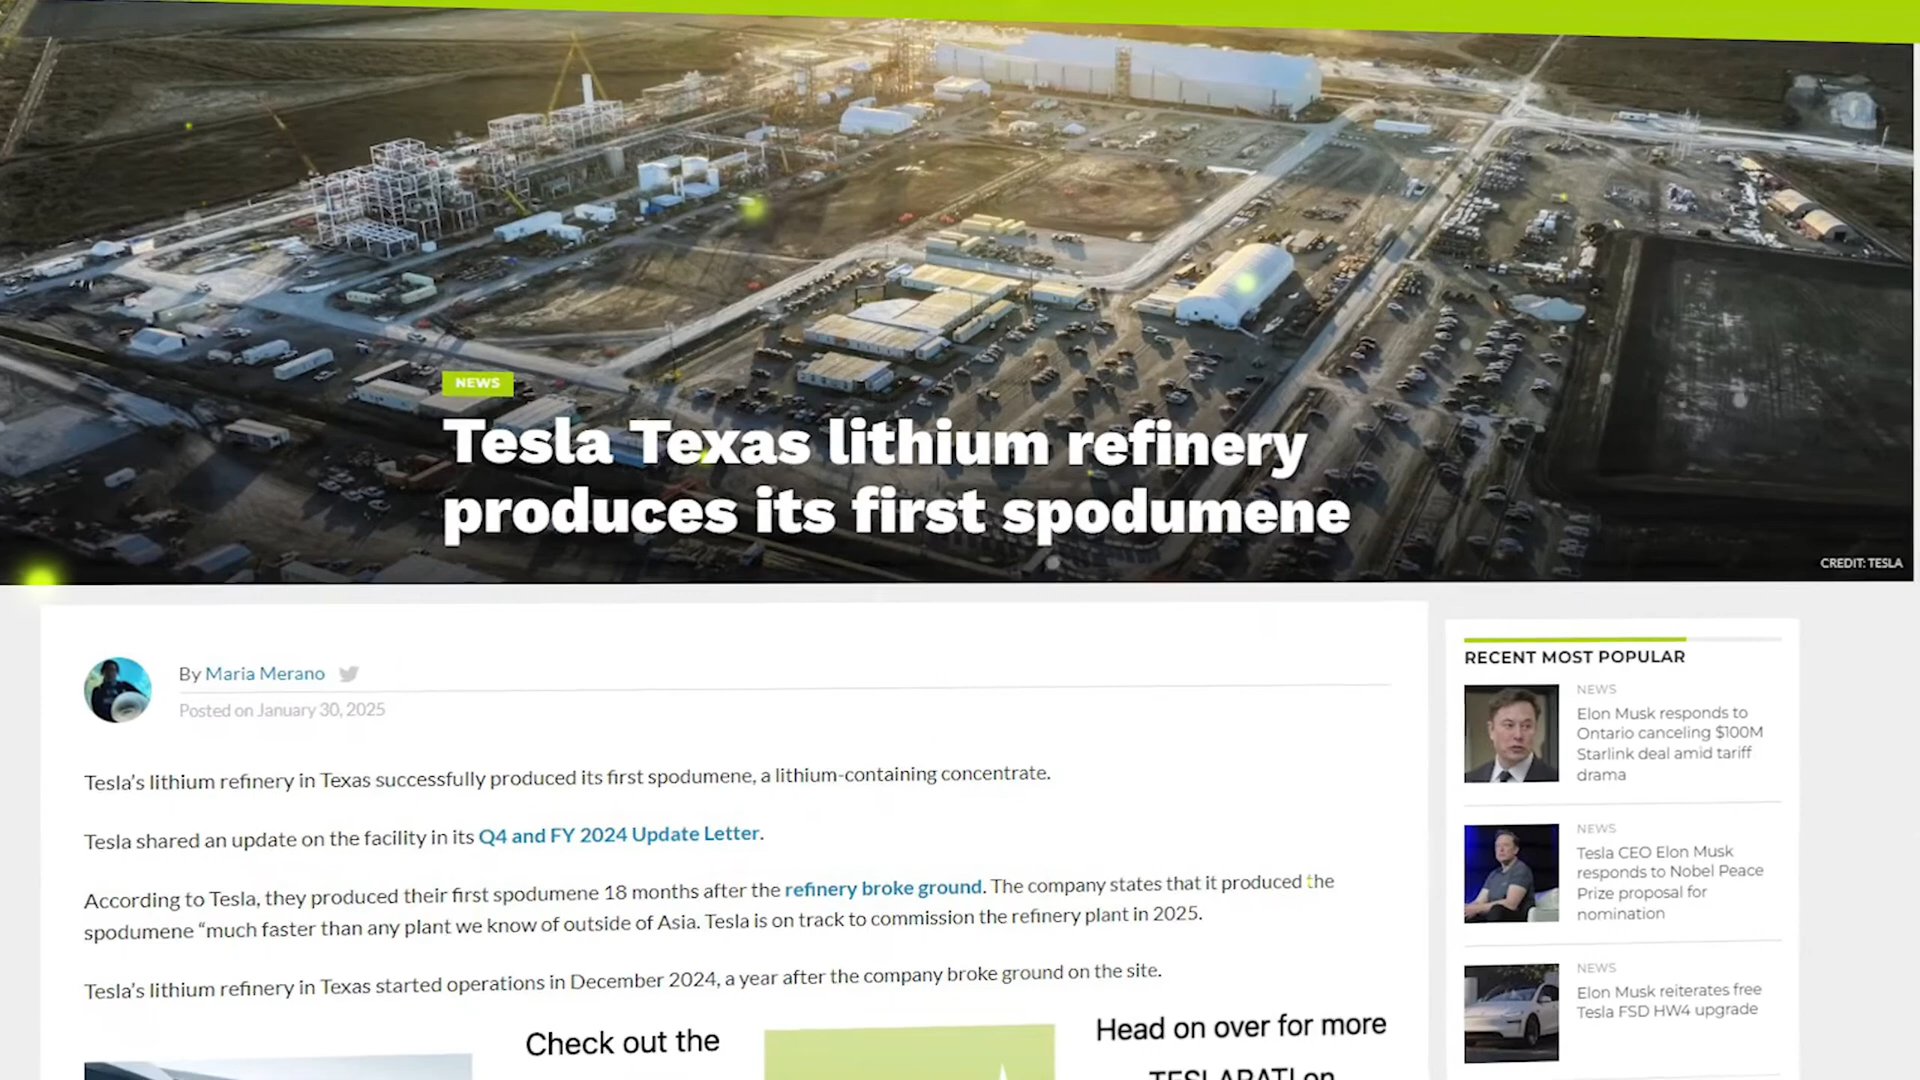 NEWS
Tesla Texas lithium refinery
produces its first spodumene
CREDIT: TESLA
By Maria Merano
Posted on January 30, 2025
Tesla's lithium refinery in Texas successfully produced its first spodumene, a lithium-containing concentrate.
Tesla shared an update on the facility in its Q4 and FY 2024 Update Letter.
According to Tesla, they produced their first spodumene 18 months after the refinery broke ground. The company states that it produced the
spodumene “much faster than any plant we know of outside of Asia. Tesla is on track to commission the refinery plant in 2025.
Tesla's lithium refinery in Texas started operations in December 2024, a year after the company broke ground on the site.
Check out the
Head on over for more
TESLARATI on
RECENT MOST POPULAR
NEWS
Elon Musk responds to
Ontario canceling $100M
Starlink deal amid tariff
drama
NEWS
Tesla CEO Elon Musk
responds to Nobel Peace
Prize proposal for
nomination
NEWS
Elon Musk reiterates free
Tesla FSD HW4 upgrade